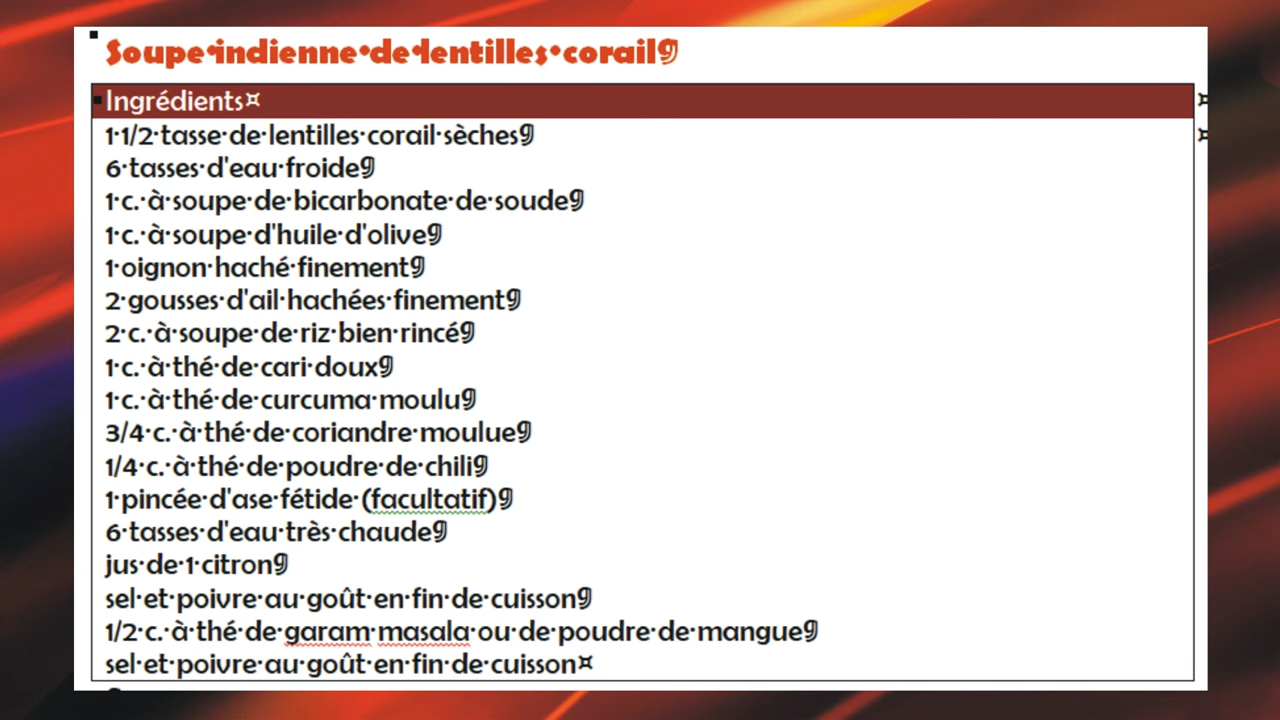 Soupe indienne de lentilles corail
Ingrédients
1 1/2 tasse de lentilles corail sèches
6 tasses d'eau froide
1 c. à soupe de bicarbonate de soude
1 c. à soupe d'huile d'olive
1 oignon haché finement
2 gousses d'ail hachées finement
2 c. à soupe de riz bien rincé
1 c. à thé de cari doux
1 c. à thé de curcuma moulu
3/4 c. à thé de coriandre moulue
1/4 c. à thé de poudre de chili
1 pincée d'ase fétide (facultatif)
6 tasses d'eau très chaude
jus de 1 citron
sel et poivre au goût en fin de cuisson
1/2 c. à thé de garam masala ou de poudre de mangue
sel et poivre au goût en fin de cuisson